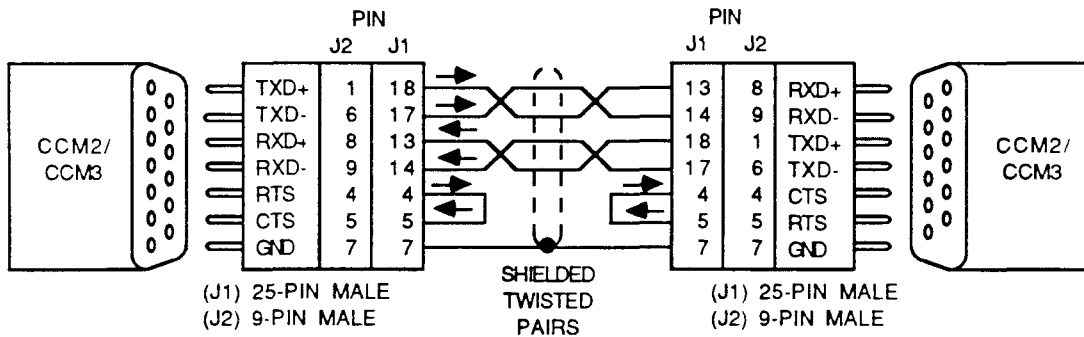 PIN
J2 J1
PIN
J1 J2
CCM2/
CCM3
TXD+ 1 18
TXD- 6 17
RXD+ 8 13
RXD- 9 14
RTS 4 4
CTS 5 5
GND 7 7
13 8 RXD+
14 9 RXD-
18 1 TXD+
17 6 TXD-
4 4 CTS
5 5 RTS
7 7 GND
CCM2/
CCM3
(J1) 25-PIN MALE
(J2) 9-PIN MALE
SHIELDED
TWISTED
PAIRS
(J1) 25-PIN MALE
(J2) 9-PIN MALE